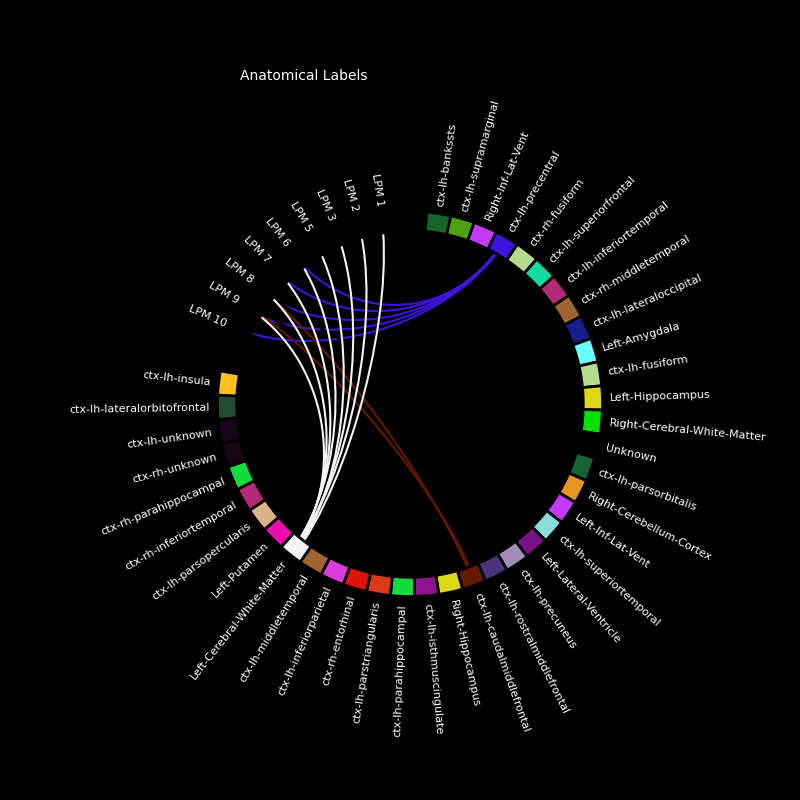 Anatomical Labels
LPM 1
LPM 2
LPM 3
LPM 5
LPM 6
LPM 7
LPM 8
LPM 9
LPM 10
ctx-lh-insula
ctx-lh-lateralorbitofrontal
ctx-lh-unknown
ctx-rh-unknown
ctx-rh-parahippocampal
ctx-rh-inferiortemporal
ctx-lh-parsopercularis
Left-Putamen
Left-Cerebral-White-Matter
ctx-lh-middletemporal
ctx-lh-inferiorparietal
ctx-rh-entorhinal
ctx-lh-parstriangularis
ctx-lh-parahippocampal
ctx-lh-isthmuscingulate
Right-Hippocampus
ctx-lh-caudalmiddlefrontal
ctx-lh-rostralmiddlefrontal
ctx-lh-precuneus
Left-Lateral-Ventricle
ctx-lh-superiortemporal
Left-Inf-Lat-Vent
Right-Cerebellum-Cortex
ctx-lh-parsorbitalis
Unknown
Right-Cerebral-White-Matter
Left-Hippocampus
ctx-lh-fusiform
Left-Amygdala
ctx-lh-lateraloccipital
ctx-rh-middletemporal
ctx-lh-inferiortemporal
ctx-lh-superiorfrontal
ctx-rh-fusiform
ctx-lh-precentral
Right-Inf-Lat-Vent
ctx-lh-supramarginal
ctx-lh-bankssts